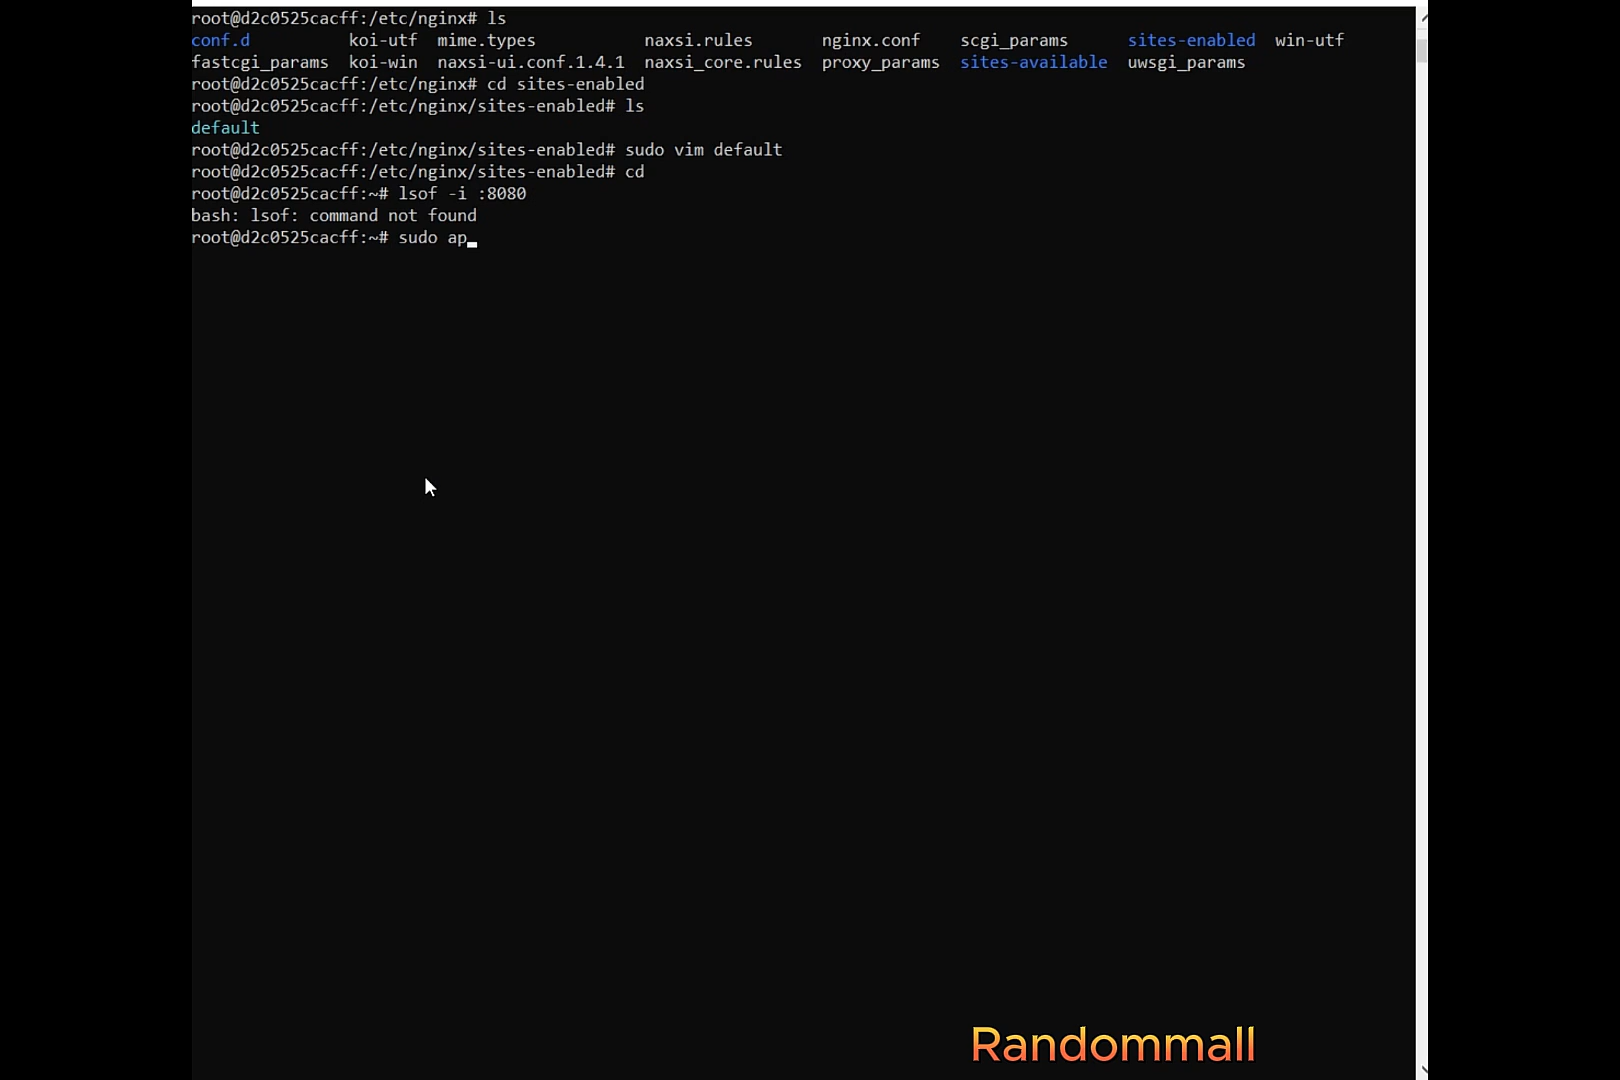 root@d2c0525cacff:/etc/nginx# ls
conf.d koi-utf mime.types naxsi.rules nginx.conf scgi_params sites-enabled win-utf
fastcgi_params koi-win naxsi-ui.conf.1.4.1 naxsi_core.rules proxy_params sites-available uwsgi_params
root@d2c0525cacff:/etc/nginx# cd sites-enabled
root@d2c0525cacff:/etc/nginx/sites-enabled# ls
default
root@d2c0525cacff:/etc/nginx/sites-enabled# sudo vim default
root@d2c0525cacff:/etc/nginx/sites-enabled# cd
root@d2c0525cacff:~# lsof -i :8080
bash: lsof: command not found
root@d2c0525cacff:~# sudo ap
Randommall